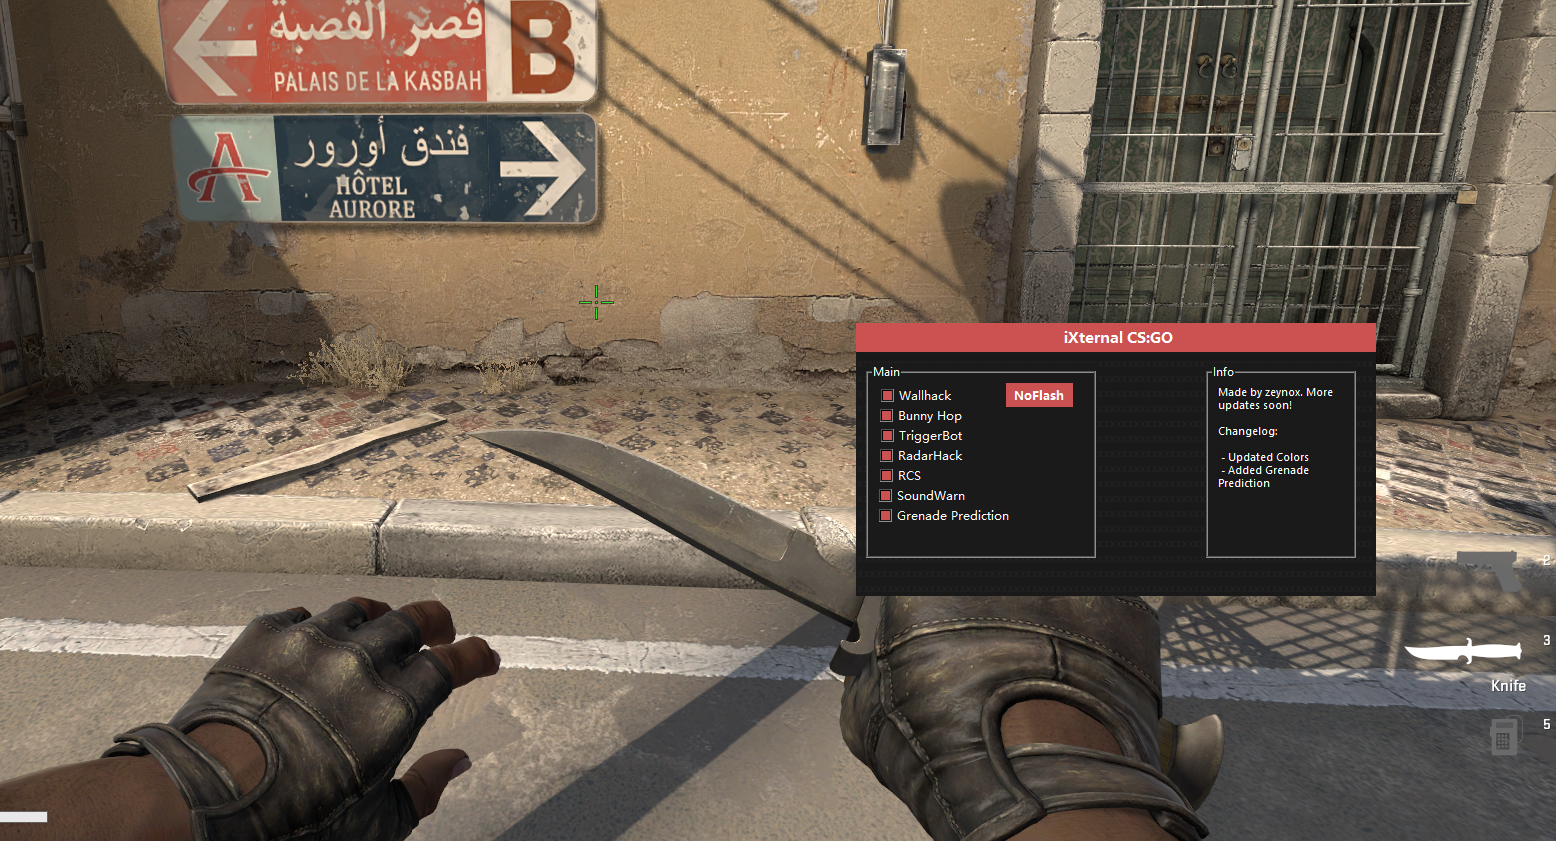 قصر القصبة
B
PALAIS DE LA KASBAH
A
فندق أورور
HÔTEL
AURORE
iXternal CS:GO
Main
Wallhack
NoFlash
Bunny Hop
TriggerBot
RadarHack
RCS
SoundWarn
Grenade Prediction
Info
Made by zeynox. More
updates soon!
Changelog:
- Updated Colors
- Added Grenade
Prediction
2
3
Knife
5